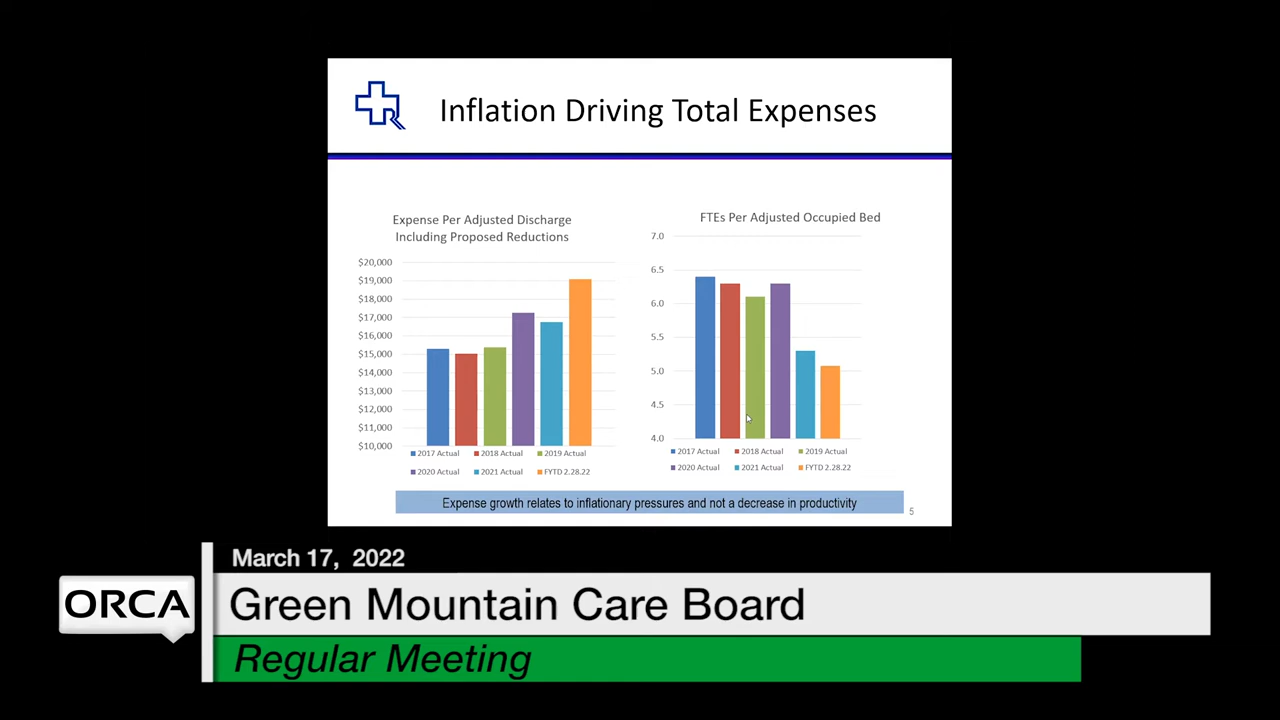 Inflation Driving Total Expenses
Expense Per Adjusted Discharge
Including Proposed Reductions
$20,000
$19,000
$18,000
$17,000
$16,000
$15,000
$14,000
$13,000
$12,000
$11,000
$10,000
2017 Actual 2018 Actual 2019 Actual
2020 Actual 2021 Actual FYTD 2.28.22
FTEs Per Adjusted Occupied Bed
7.0
6.5
6.0
5.5
5.0
4.5
4.0
2017 Actual 2018 Actual 2019 Actual
2020 Actual 2021 Actual FYTD 2.28.22
Expense growth relates to inflationary pressures and not a decrease in productivity
5
March 17, 2022
ORCA
Green Mountain Care Board
Regular Meeting